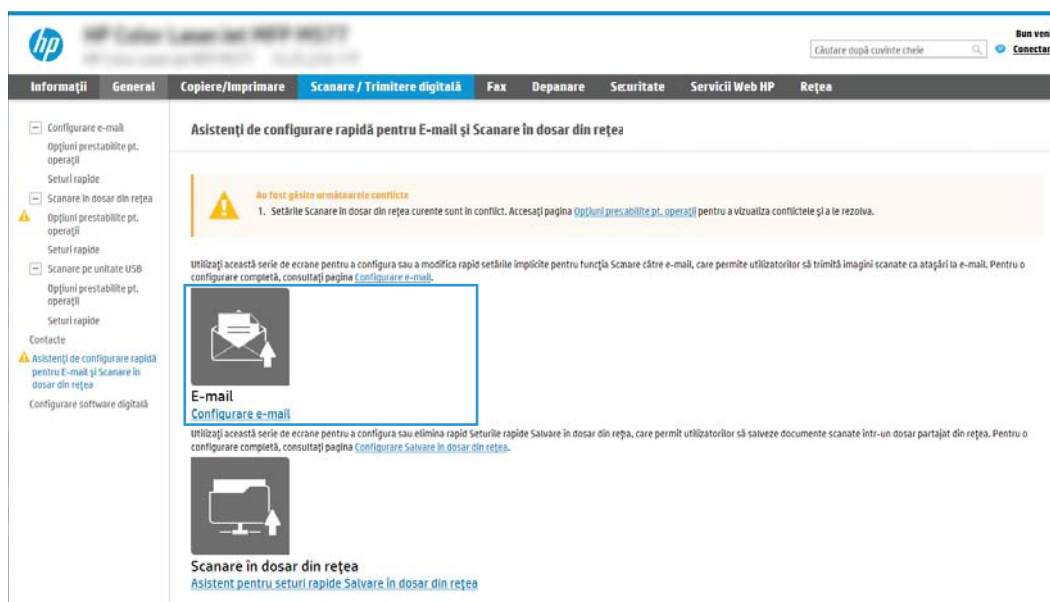 hp
Bun veni
Căutare după cuvinte cheie
Conectar
Informații General Copiere/Imprimare Scanare / Trimitere digitală Fax Depanare Securitate Servicii Web HP Rețea
Configurare e-mail
Opțiuni prestabilite pt.
operații
Seturi rapide
Scanare în dosar din rețea
Opțiuni prestabilite pt.
operații
Seturi rapide
Scanare pe unitate USB
Opțiuni prestabilite pt.
operații
Seturi rapide
Contacte
Asistenți de configurare rapidă
pentru E-mail și Scanare în
dosar din rețea
Configurare software digitală
Asistenți de configurare rapidă pentru E-mail și Scanare în dosar din rețea
Au fost găsite următoarele conflicte
1. Setările Scanare în dosar din rețea curente sunt în conflict. Accesați pagina Opțiuni presabilite pt. operații pentru a vizualiza conflictele și a le rezolva.
Utilizați această serie de ecrane pentru a configura sau a modifica rapid setările implicite pentru funcția Scanare către e-mail, care permite utilizatorilor să trimită imagini scanate ca atașări la e-mail. Pentru o
configurare completă, consultați pagina Configurare e-mail.
E-mail
Configurare e-mail
Utilizați această serie de ecrane pentru a configura sau elimina rapid Seturile rapide Salvare în dosar din rețea, care permit utilizatorilor să salveze documente scanate într-un dosar partajat din rețea. Pentru o
configurare completă, consultați pagina Configurare Salvare în dosar din rețea.
Scanare în dosar din rețea
Asistent pentru seturi rapide Salvare în dosar din rețea